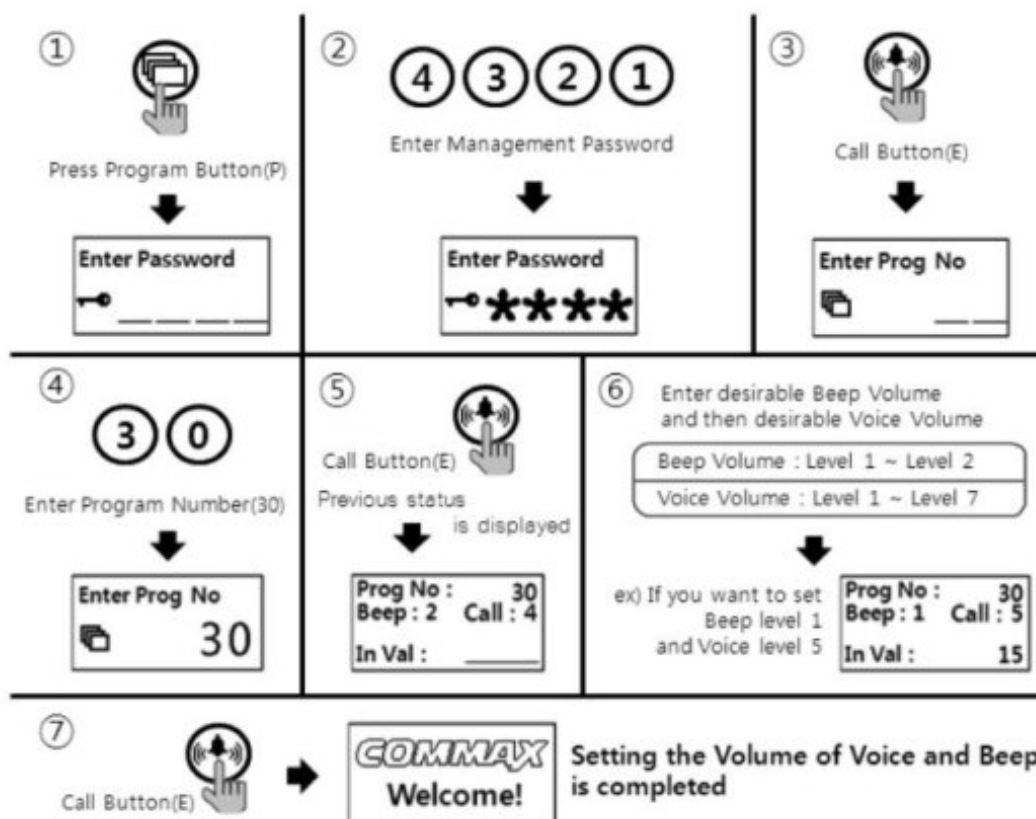 ①
Press Program Button(P)
Enter Password
②
4 3 2 1
Enter Management Password
Enter Password
****
③
Call Button(E)
Enter Prog No
④
3 0
Enter Program Number(30)
Enter Prog No
30
⑤
Call Button(E)
Previous status
is displayed
Prog No : 30
Beep : 2 Call : 4
In Val :
⑥
Enter desirable Beep Volume
and then desirable Voice Volume
Beep Volume : Level 1 ~ Level 2
Voice Volume : Level 1 ~ Level 7
ex) If you want to set
Beep level 1
and Voice level 5
Prog No : 30
Beep : 1 Call : 5
In Val : 15
⑦
Call Button(E)
COMMAX
Welcome!
Setting the Volume of Voice and Beep
is completed